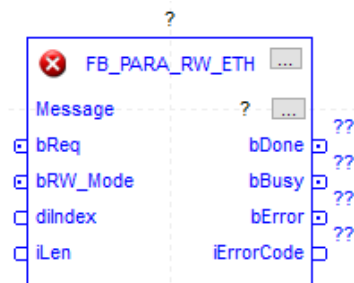 ?
FB_PARA_RW_ETH ...
Message ? ...
??
bReq bDone
??
bRW_Mode bBusy
??
diIndex bError
??
iLen iErrorCode